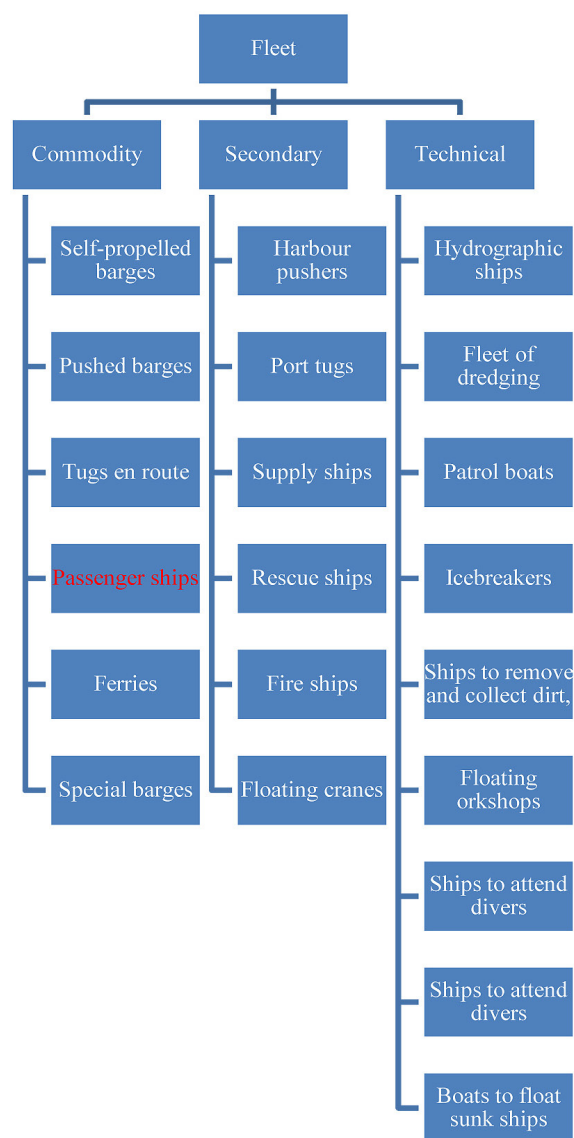 Fleet
Commodity
Secondary
Technical
Self-propelled
barges
Pushed barges
Tugs en route
Passenger ships
Ferries
Special barges
Harbour
pushers
Port tugs
Supply ships
Rescue ships
Fire ships
Floating cranes
Hydrographic
ships
Fleet of
dredging
Patrol boats
Icebreakers
Ships to remove
and collect dirt,
Floating
orkshops
Ships to attend
divers
Ships to attend
divers
Boats to float
sunk ships